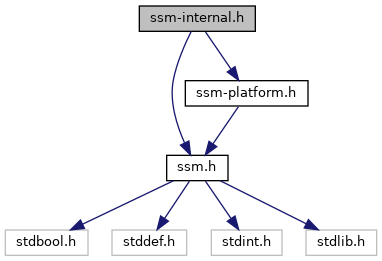 ssm-internal.h
ssm-platform.h
ssm.h
stdbool.h
stddef.h
stdint.h
stdlib.h